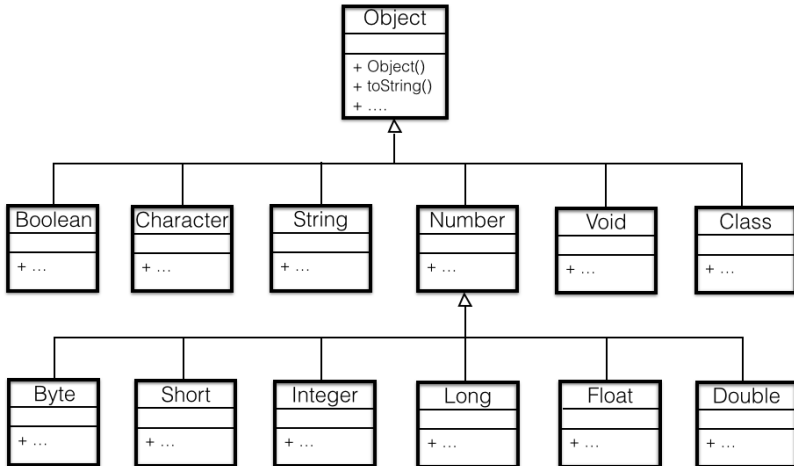 Object
+ Object()
+ toString()
+ ....
Boolean
+ ...
Character
+ ...
String
+ ...
Number
+ ...
Void
+ ...
Class
+ ...
Byte
+ ...
Short
+ ...
Integer
+ ...
Long
+ ...
Float
+ ...
Double
+ ...